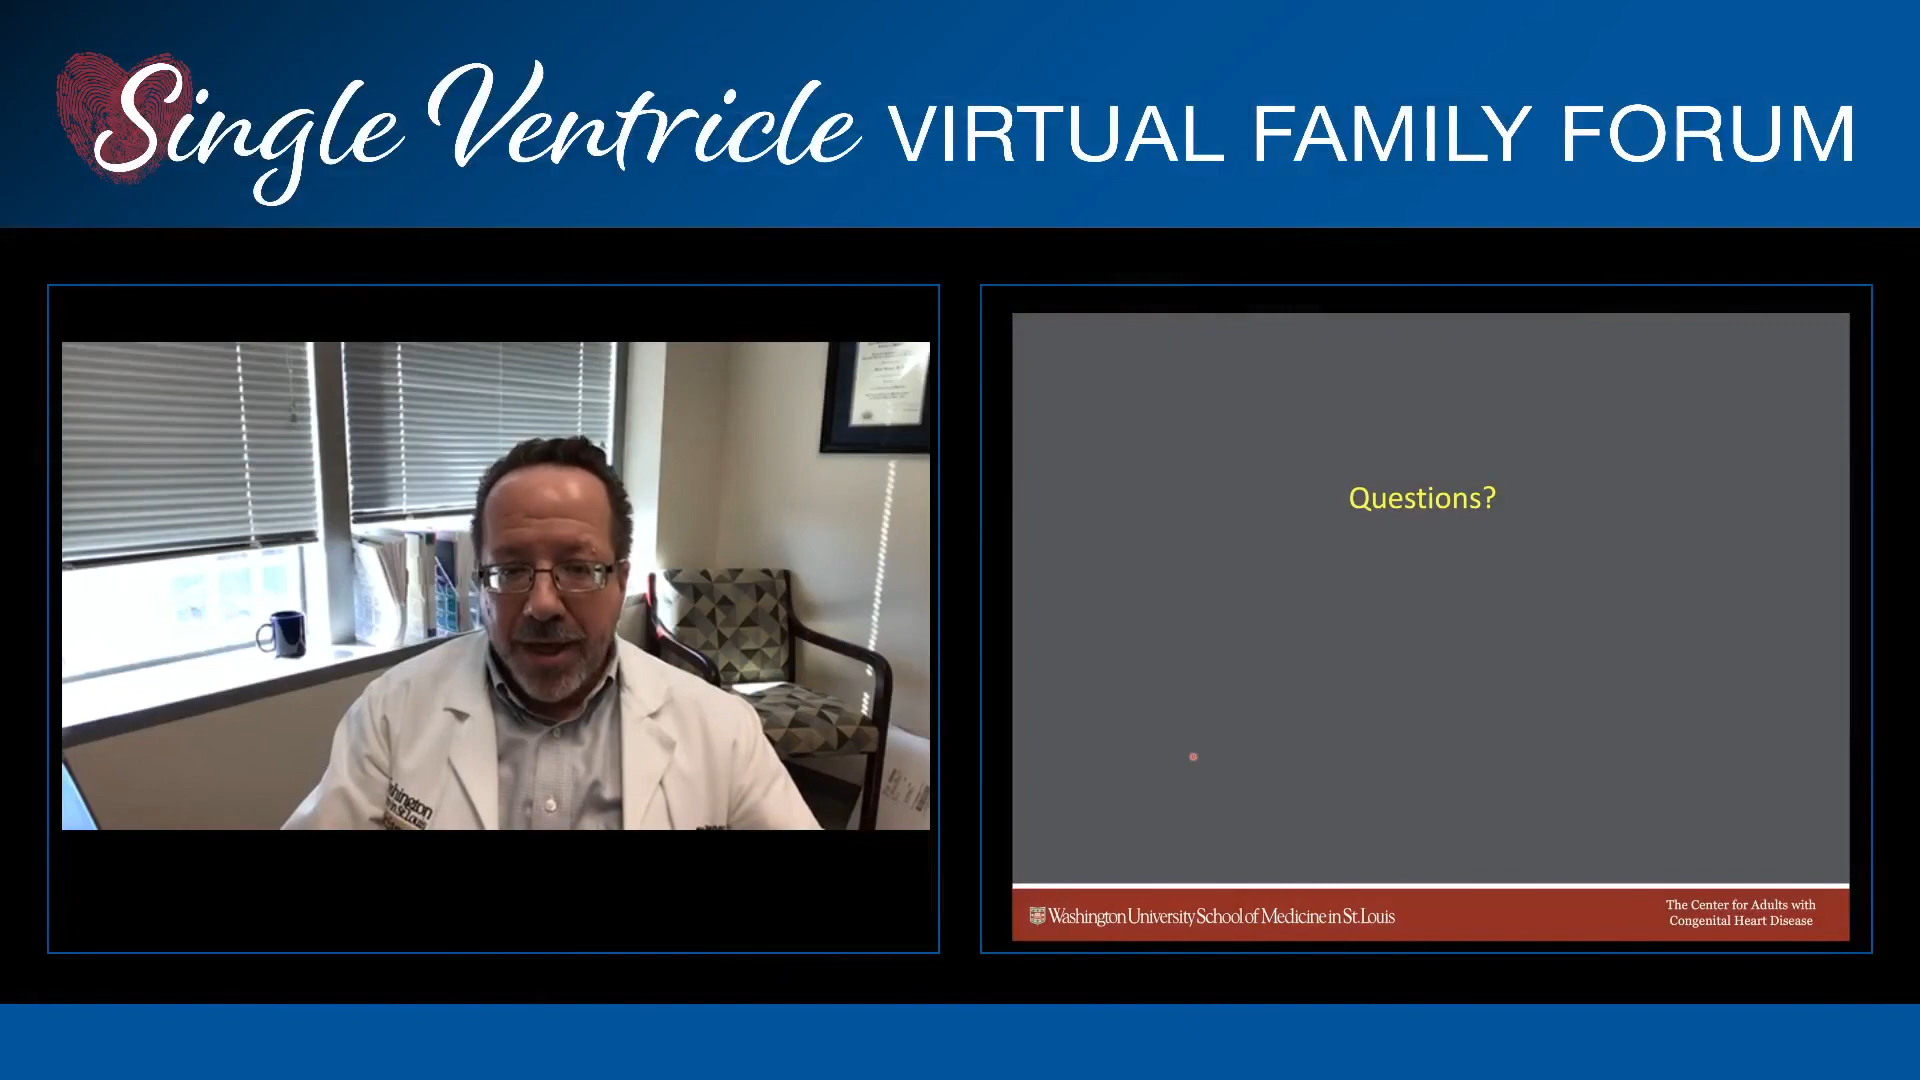 Single Ventricle VIRTUAL FAMILY FORUM
Questions?
Washington University School of Medicine in St. Louis
The Center for Adults with
Congenital Heart Disease